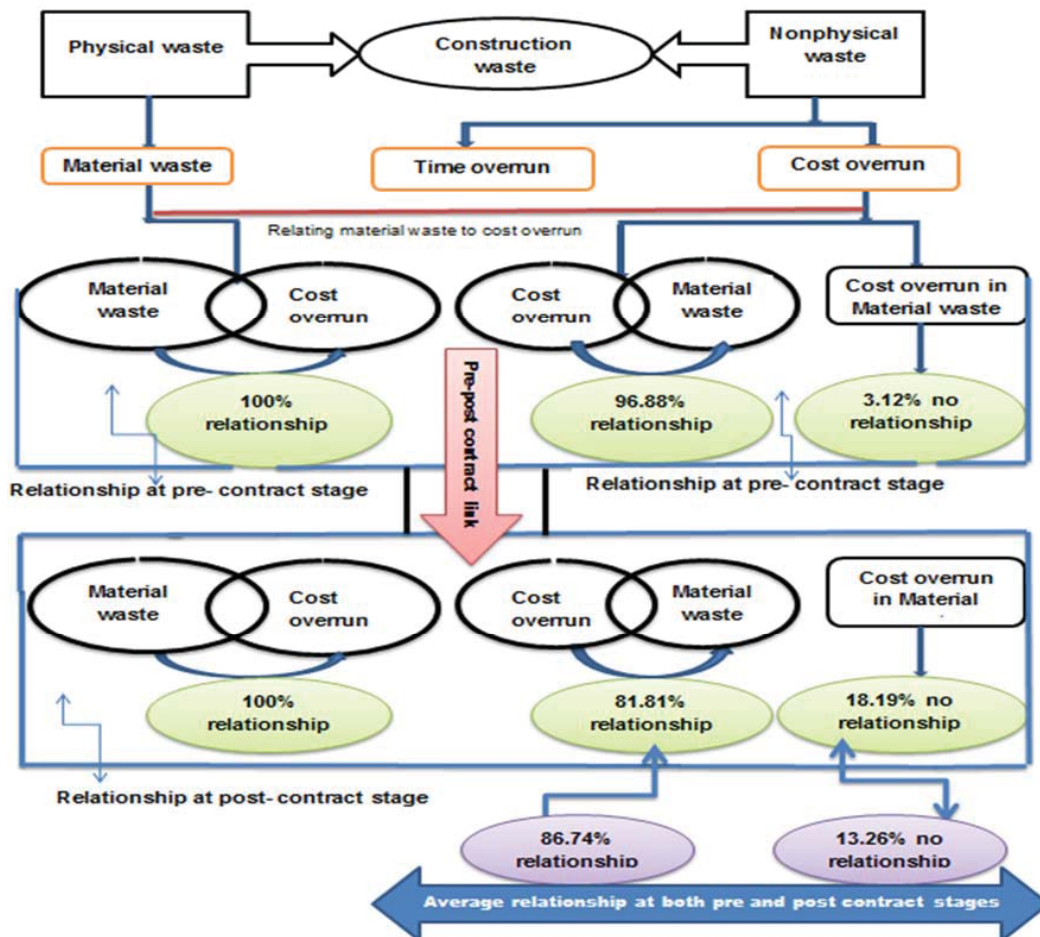 Physical waste
Construction
waste
Nonphysical
waste
Material waste
Time overrun
Cost overrun
Relating material waste to cost overrun
Material
waste
Cost
overrun
Cost
overrun
Material
waste
Cost overrun in
Material waste
100%
relationship
96.88%
relationship
3.12% no
relationship
Pre-post contract link
Relationship at pre- contract stage
Relationship at pre- contract stage
Material
waste
Cost
overrun
Cost
overrun
Material
waste
Cost overrun
in Material
100%
relationship
81.81%
relationship
18.19% no
relationship
Relationship at post- contract stage
86.74%
relationship
13.26% no
relationship
Average relationship at both pre and post contract stages